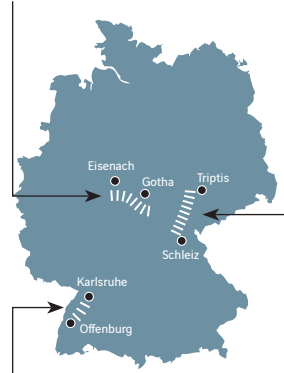 Eisenach
Gotha
Triptis
Schleiz
Karlsruhe
Offenburg